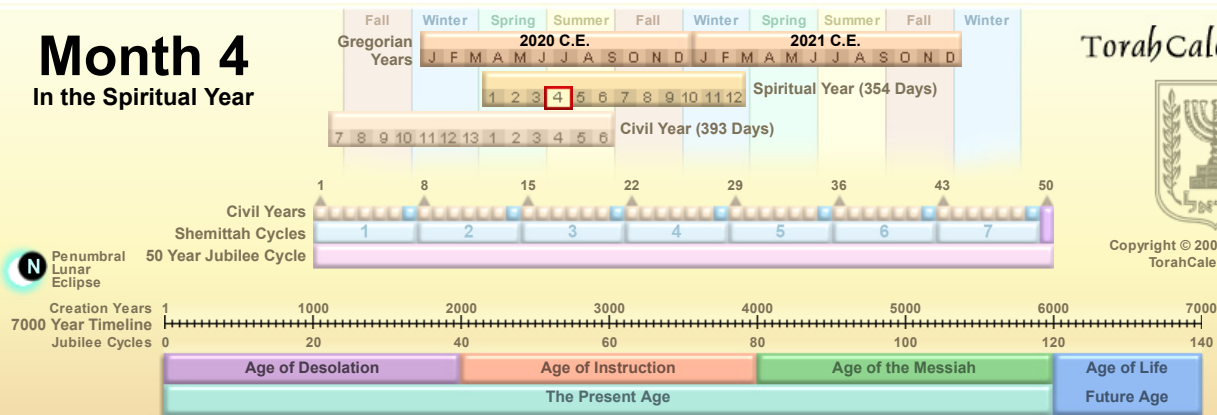 Fall Winter Spring Summer Fall Winter Spring Summer Fall Winter
Month 4
In the Spiritual Year
Gregorian Years
2020 C.E. 2021 C.E.
J F M A M J J A S O N D J F M A M J J A S O N D
1 2 3 4 5 6 7 8 9 10 11 12
Spiritual Year (354 Days)
7 8 9 10 11 12 13 1 2 3 4 5 6
Civil Year (393 Days)
TorahCale
1 8 15 22 29 36 43 50
Civil Years
Shemittah Cycles 1 2 3 4 5 6 7
50 Year Jubilee Cycle
Copyright © 200
TorahCale
N
Penumbral
Lunar
Eclipse
Creation Years 1 1000 2000 3000 4000 5000 6000 7000
7000 Year Timeline
Jubilee Cycles 0 20 40 60 80 100 120 140
Age of Desolation Age of Instruction Age of the Messiah Age of Life
The Present Age Future Age